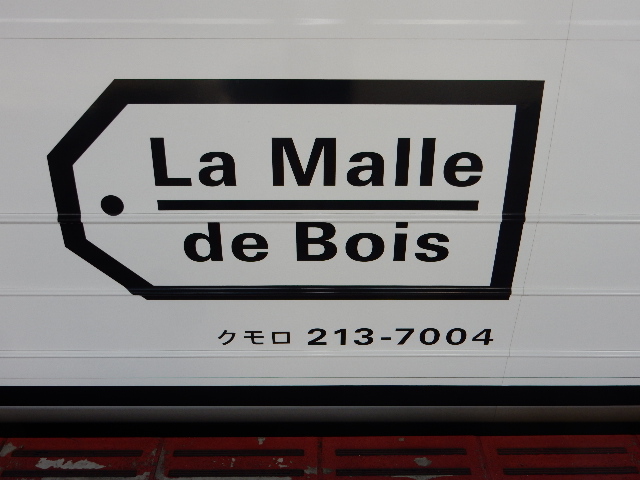 La Malle
de Bois
クモロ 213-7004